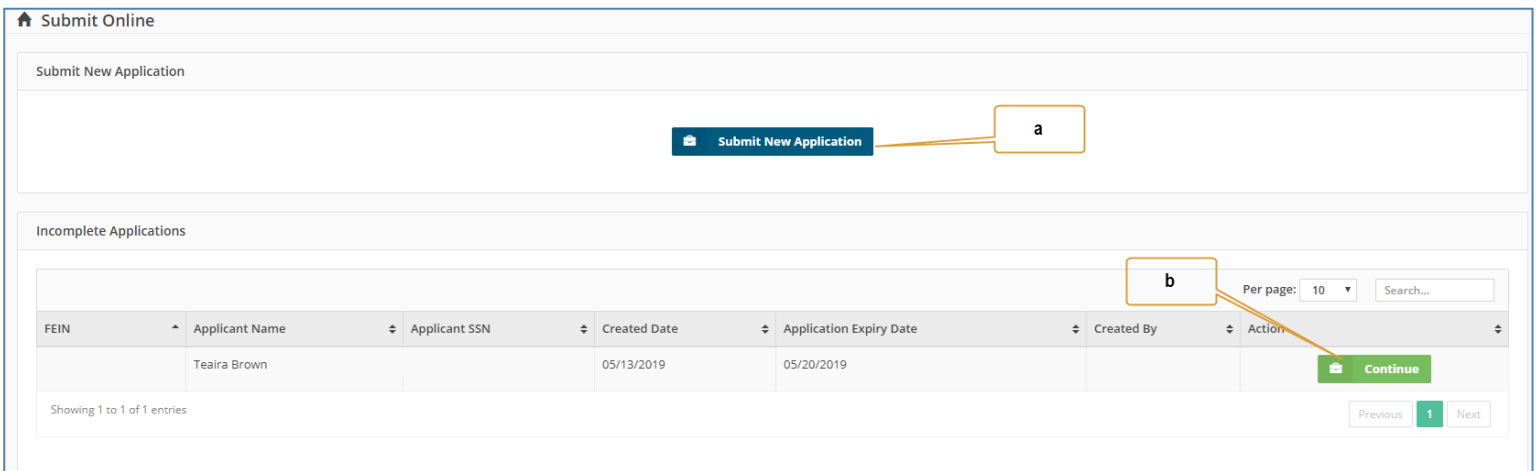 Submit Online
Submit New Application
Submit New Application
a
Incomplete Applications
b
Per page: 10 Search...
FEIN Applicant Name Applicant SSN Created Date Application Expiry Date Created By Action
Teaira Brown 05/13/2019 05/20/2019 Continue
Showing 1 to 1 of 1 entries Previous 1 Next